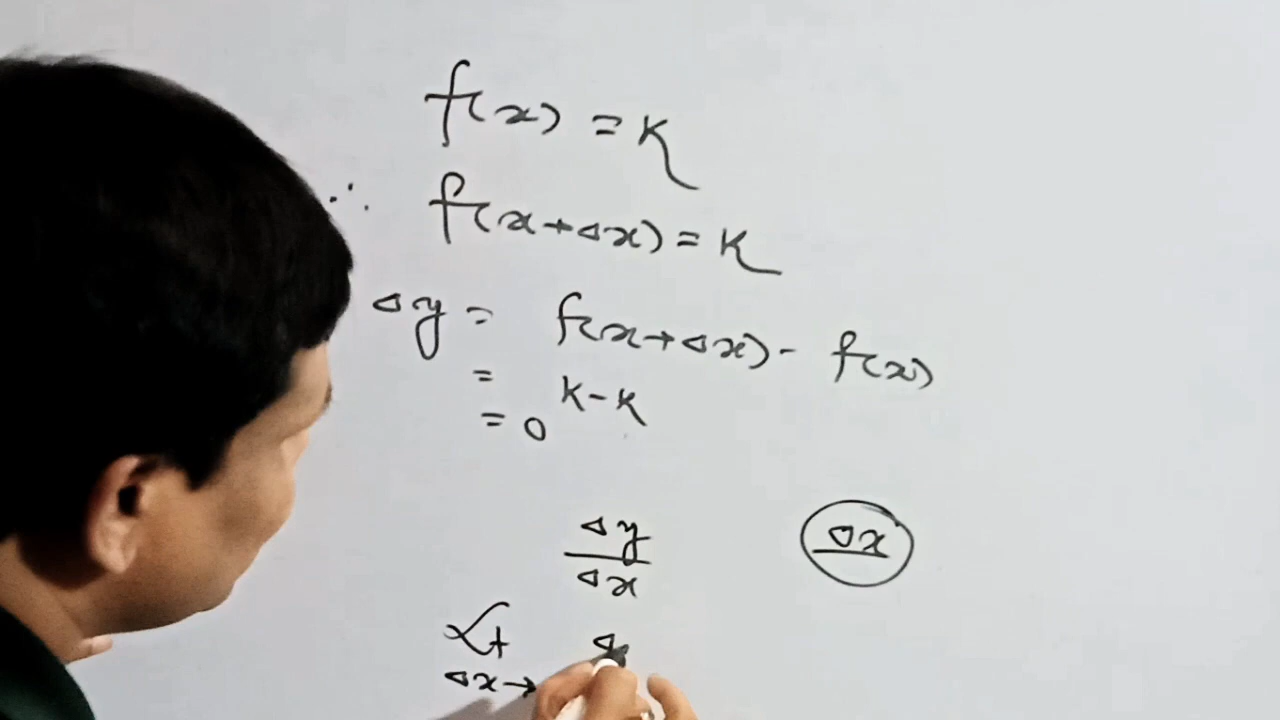 f(x) = K
∴ f(x+Δx) = K
Δy = f(x+Δx) - f(x)
= K - K
= 0
Δy
Δx
Δx
Lt Δ
Δx→